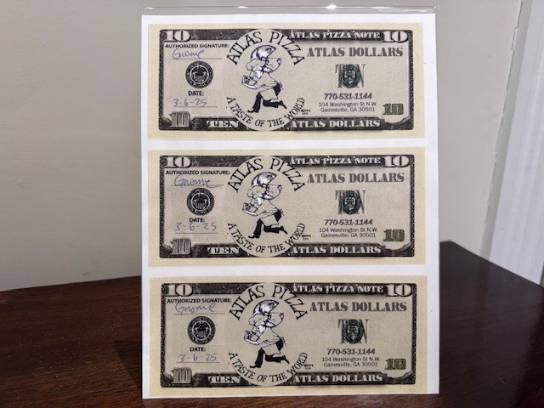 10 ATLAS PIZZA NOTE 10
AUTHORIZED SIGNATURE: ATLAS PIZZA ATLAS DOLLARS
Gnome
DATE: 770-531-1144
3-6-25 104 Washington St N.W.
A TASTE OF THE WORLD Gainesville, GA 30501
10 TEN ATLAS DOLLARS 10
10 ATLAS PIZZA NOTE 10
AUTHORIZED SIGNATURE: ATLAS PIZZA ATLAS DOLLARS
Gnome
DATE: 770-531-1144
3-6-25 104 Washington St N.W.
A TASTE OF THE WORLD Gainesville, GA 30501
10 TEN ATLAS DOLLARS 10
10 ATLAS PIZZA NOTE 10
AUTHORIZED SIGNATURE: ATLAS PIZZA ATLAS DOLLARS
Gnome
DATE: 770-531-1144
3-6-25 104 Washington St N.W.
A TASTE OF THE WORLD Gainesville, GA 30501
10 TEN ATLAS DOLLARS 10